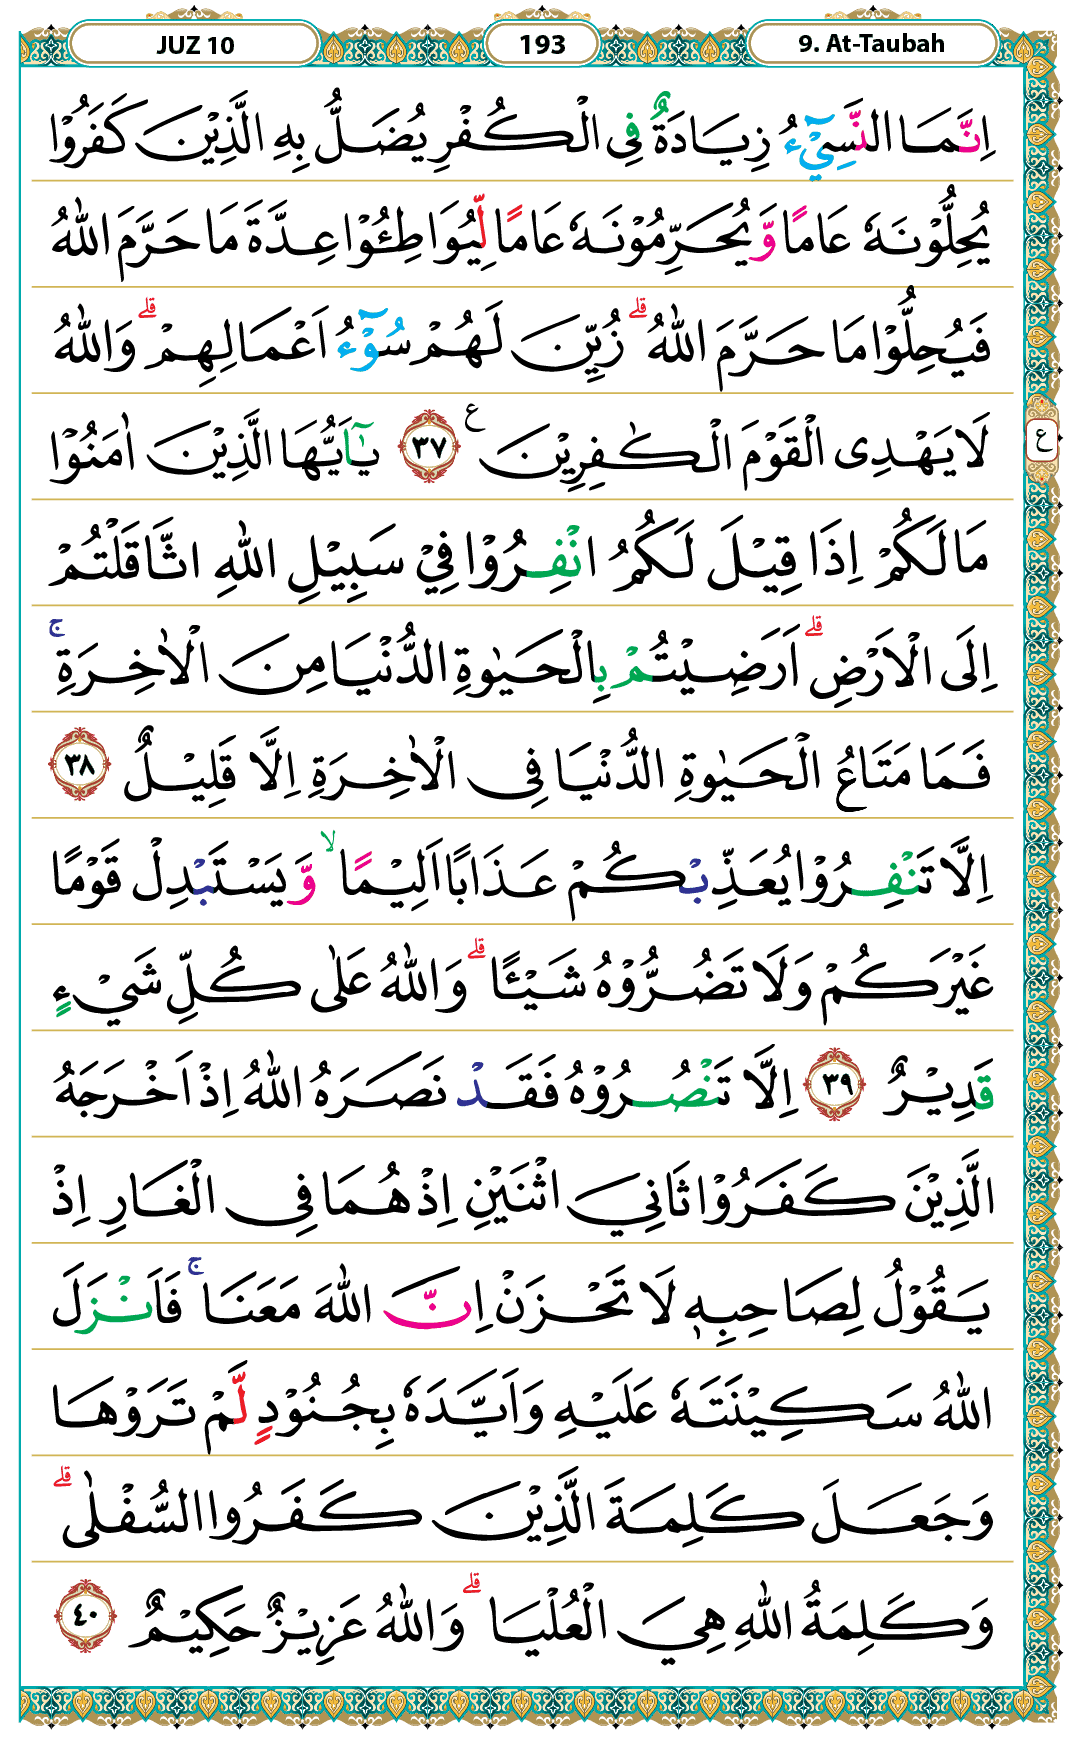 JUZ 10
193
9. At-Taubah
اِنَّمَا النَّسِيْۤءُ زِيَادَةٌ فِى الْكُفْرِ يُضَلُّ بِهِ الَّذِيْنَ كَفَرُوْا
يُحِلُّوْنَهٗ عَامًا وَّيُحَرِّمُوْنَهٗ عَامًا لِّيُوَاطِـُٔوْا عِدَّةَ مَا حَرَّمَ اللّٰهُ
فَيُحِلُّوْا مَا حَرَّمَ اللّٰهُ ۗ زُيِّنَ لَهُمْ سُوْۤءُ اَعْمَالِهِمْ ۗ وَاللّٰهُ
لَا يَهْدِى الْقَوْمَ الْكٰفِرِيْنَ ࣖ ٣٧ يٰٓاَيُّهَا الَّذِيْنَ اٰمَنُوْا
ع
مَا لَكُمْ اِذَا قِيْلَ لَكُمُ انْفِرُوْا فِيْ سَبِيْلِ اللّٰهِ اثَّاقَلْتُمْ
اِلَى الْاَرْضِ ۗ اَرَضِيْتُمْ بِالْحَيٰوةِ الدُّنْيَا مِنَ الْاٰخِرَةِ ۚ
فَمَا مَتَاعُ الْحَيٰوةِ الدُّنْيَا فِى الْاٰخِرَةِ اِلَّا قَلِيْلٌ ٣٨
اِلَّا تَنْفِرُوْا يُعَذِّبْكُمْ عَذَابًا اَلِيْمًاۙ وَّيَسْتَبْدِلْ قَوْمًا
غَيْرَكُمْ وَلَا تَضُرُّوْهُ شَيْـًٔا ۗ وَاللّٰهُ عَلٰى كُلِّ شَيْءٍ
قَدِيْرٌ ٣٩ اِلَّا تَنْصُرُوْهُ فَقَدْ نَصَرَهُ اللّٰهُ اِذْ اَخْرَجَهُ
الَّذِيْنَ كَفَرُوْا ثَانِيَ اثْنَيْنِ اِذْ هُمَا فِى الْغَارِ اِذْ
يَقُوْلُ لِصَاحِبِهٖ لَا تَحْزَنْ اِنَّ اللّٰهَ مَعَنَا ۚ فَاَنْزَلَ
اللّٰهُ سَكِيْنَتَهٗ عَلَيْهِ وَاَيَّدَهٗ بِجُنُوْدٍ لَّمْ تَرَوْهَا
وَجَعَلَ كَلِمَةَ الَّذِيْنَ كَفَرُوا السُّفْلٰى ۗ
وَكَلِمَةُ اللّٰهِ هِيَ الْعُلْيَا ۗ وَاللّٰهُ عَزِيْزٌ حَكِيْمٌ ٤٠